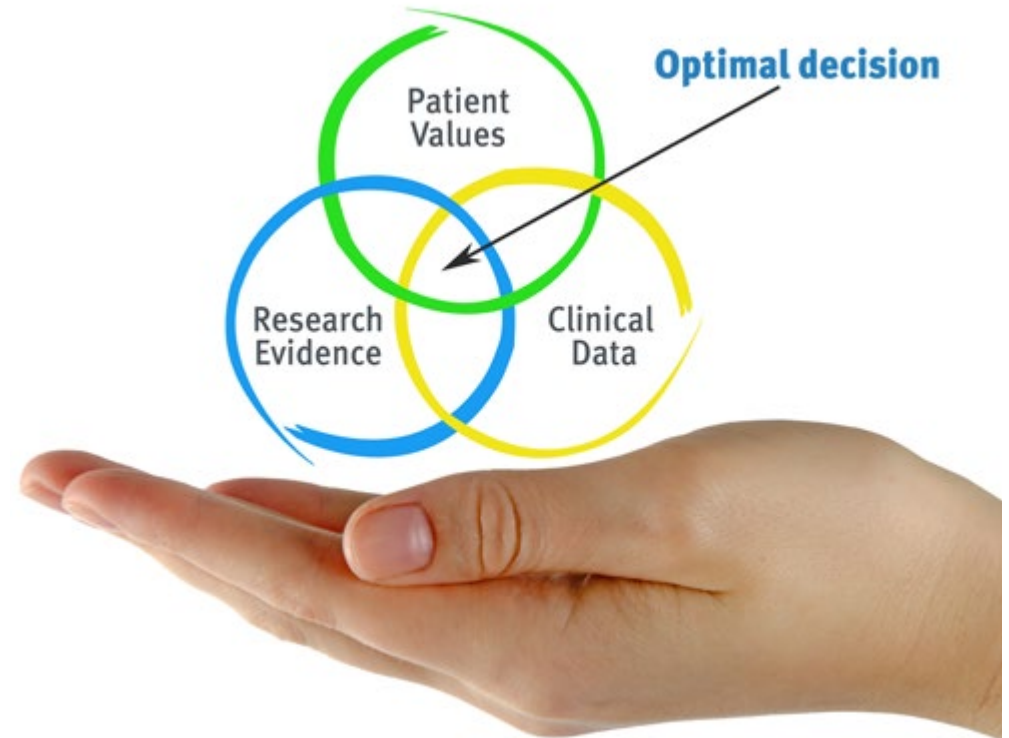 Optimal decision
Patient
Values
Research
Evidence
Clinical
Data